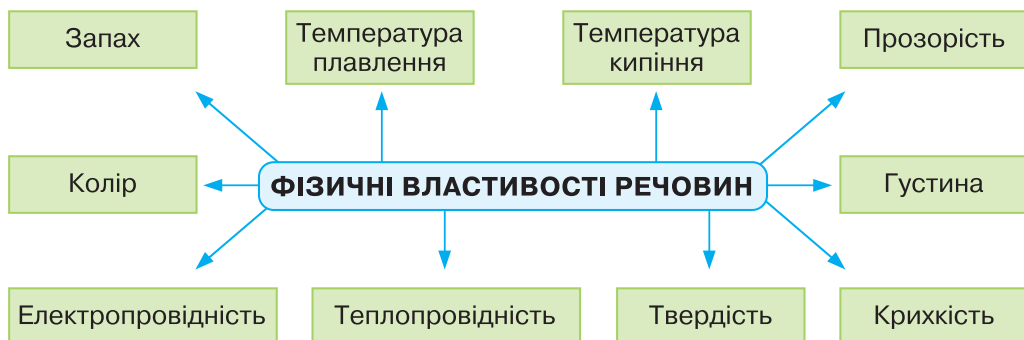 Запах
Температура
плавлення
Температура
кипіння
Прозорість
Колір
ФІЗИЧНІ ВЛАСТИВОСТІ РЕЧОВИН
Густина
Електропровідність
Теплопровідність
Твердість
Крихкість